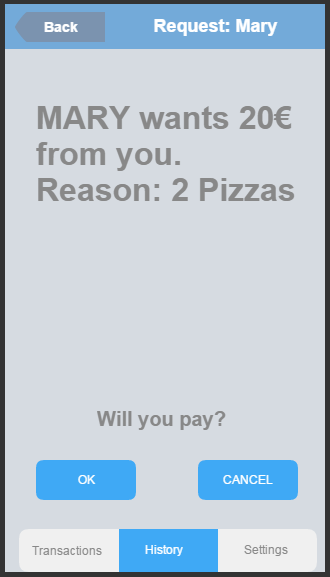 Back
Request: Mary
MARY wants 20€
from you.
Reason: 2 Pizzas
Will you pay?
OK
CANCEL
Transactions
History
Settings